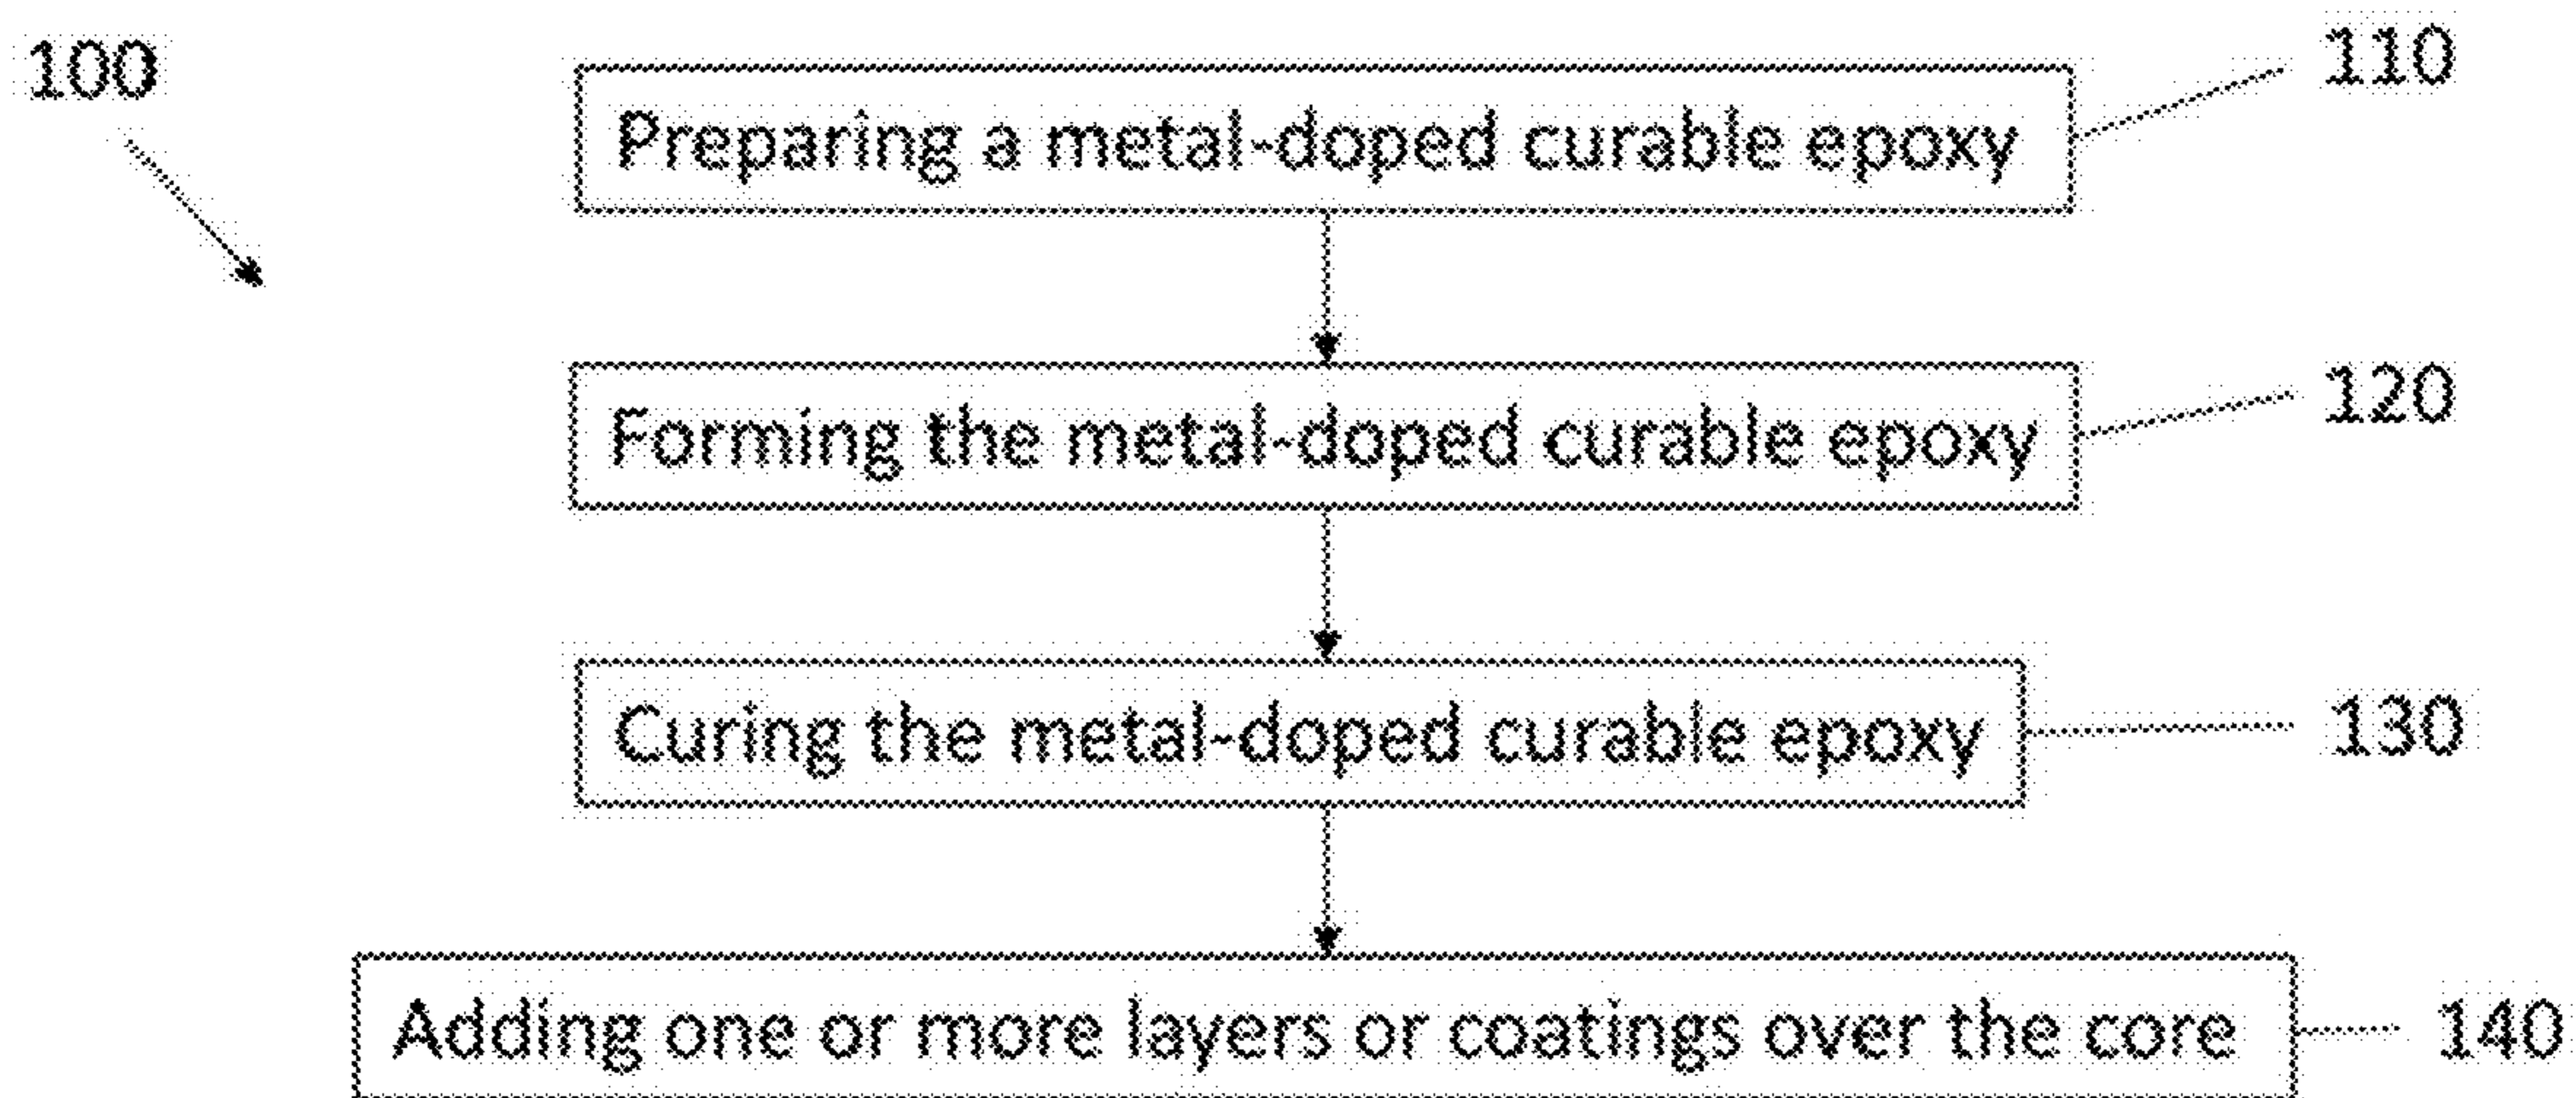 100
110
Preparing a metal-doped curable epoxy
120
Forming the metal-doped curable epoxy
130
Curing the metal-doped curable epoxy
Adding one or more layers or coatings over the core
140